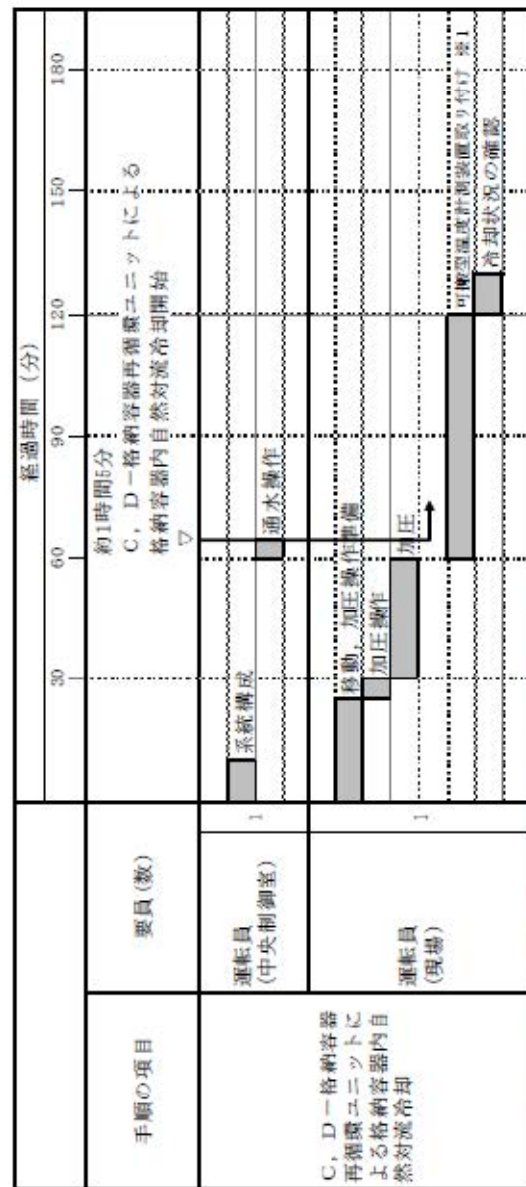 手順の項目
要員(数)
経過時間(分)
30
60
90
120
150
180
約1時間5分
C,D-格納容器再循環ユニットによる
格納容器内自然対流冷却開始
▽
C,D-格納容器
再循環ユニットに
よる格納容器内自
然対流冷却
運転員
(中央制御室)
1
系統構成
通水操作
運転員
(現場)
1
移動,加圧操作準備
加圧操作
加圧
可搬型温度計測装置取り付け ※1
冷却状況の確認